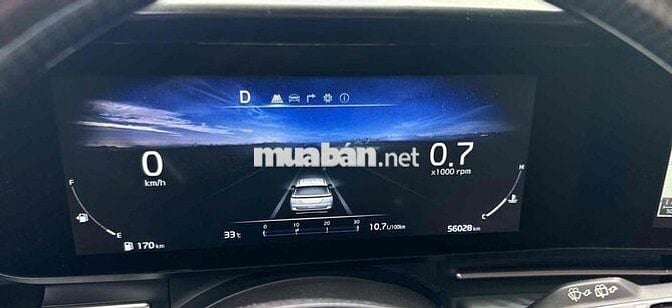 D
0
km/h
muaban.net
0.7
x1000 rpm
F
E
H
C
170 km
33℃
0 10 20 30
10.7 L/100km
56028 km